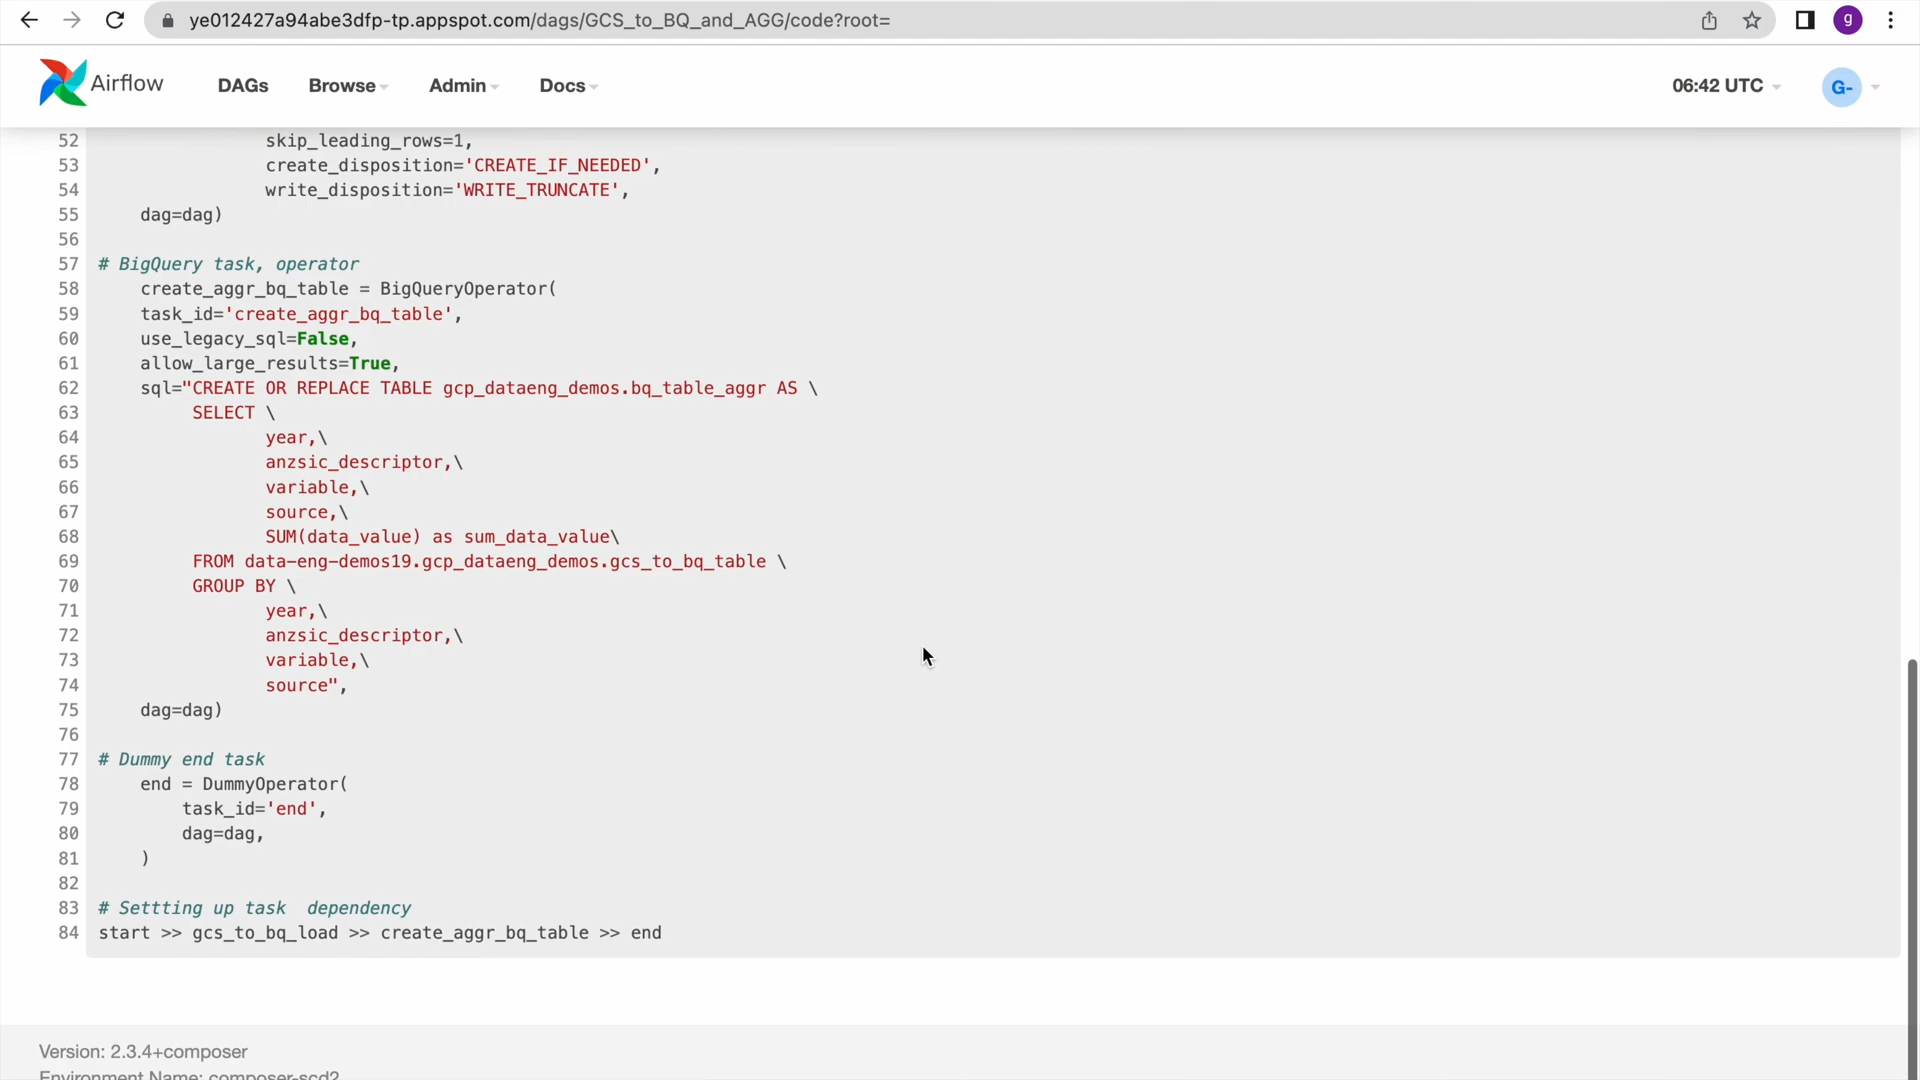 ye012427a94abe3dfp-tp.appspot.com/dags/GCS_to_BQ_and_AGG/code?root=
g
Airflow DAGs Browse Admin Docs 06:42 UTC G-
52 skip_leading_rows=1,
53 create_disposition='CREATE_IF_NEEDED',
54 write_disposition='WRITE_TRUNCATE',
55 dag=dag)
56
57 # BigQuery task, operator
58 create_aggr_bq_table = BigQueryOperator(
59 task_id='create_aggr_bq_table',
60 use_legacy_sql=False,
61 allow_large_results=True,
62 sql="CREATE OR REPLACE TABLE gcp_dataeng_demos.bq_table_aggr AS \
63 SELECT \
64 year,\
65 anzsic_descriptor,\
66 variable,\
67 source,\
68 SUM(data_value) as sum_data_value\
69 FROM data-eng-demos19.gcp_dataeng_demos.gcs_to_bq_table \
70 GROUP BY \
71 year,\
72 anzsic_descriptor,\
73 variable,\
74 source",
75 dag=dag)
76
77 # Dummy end task
78 end = DummyOperator(
79 task_id='end',
80 dag=dag,
81 )
82
83 # Settting up task  dependency
84 start >> gcs_to_bq_load >> create_aggr_bq_table >> end
Version: 2.3.4+composer
Environment Name: composer-scd2